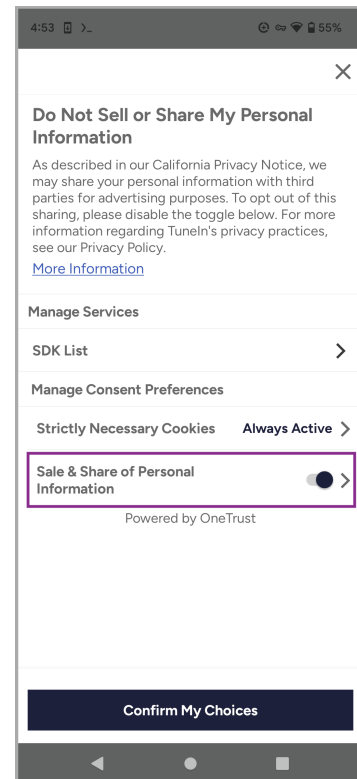 4:53 >_ 55%
Do Not Sell or Share My Personal
Information
As described in our California Privacy Notice, we
may share your personal information with third
parties for advertising purposes. To opt out of this
sharing, please disable the toggle below. For more
information regarding TuneIn's privacy practices,
see our Privacy Policy.
More Information
Manage Services
SDK List
Manage Consent Preferences
Strictly Necessary Cookies Always Active
Sale & Share of Personal
Information
Powered by OneTrust
Confirm My Choices